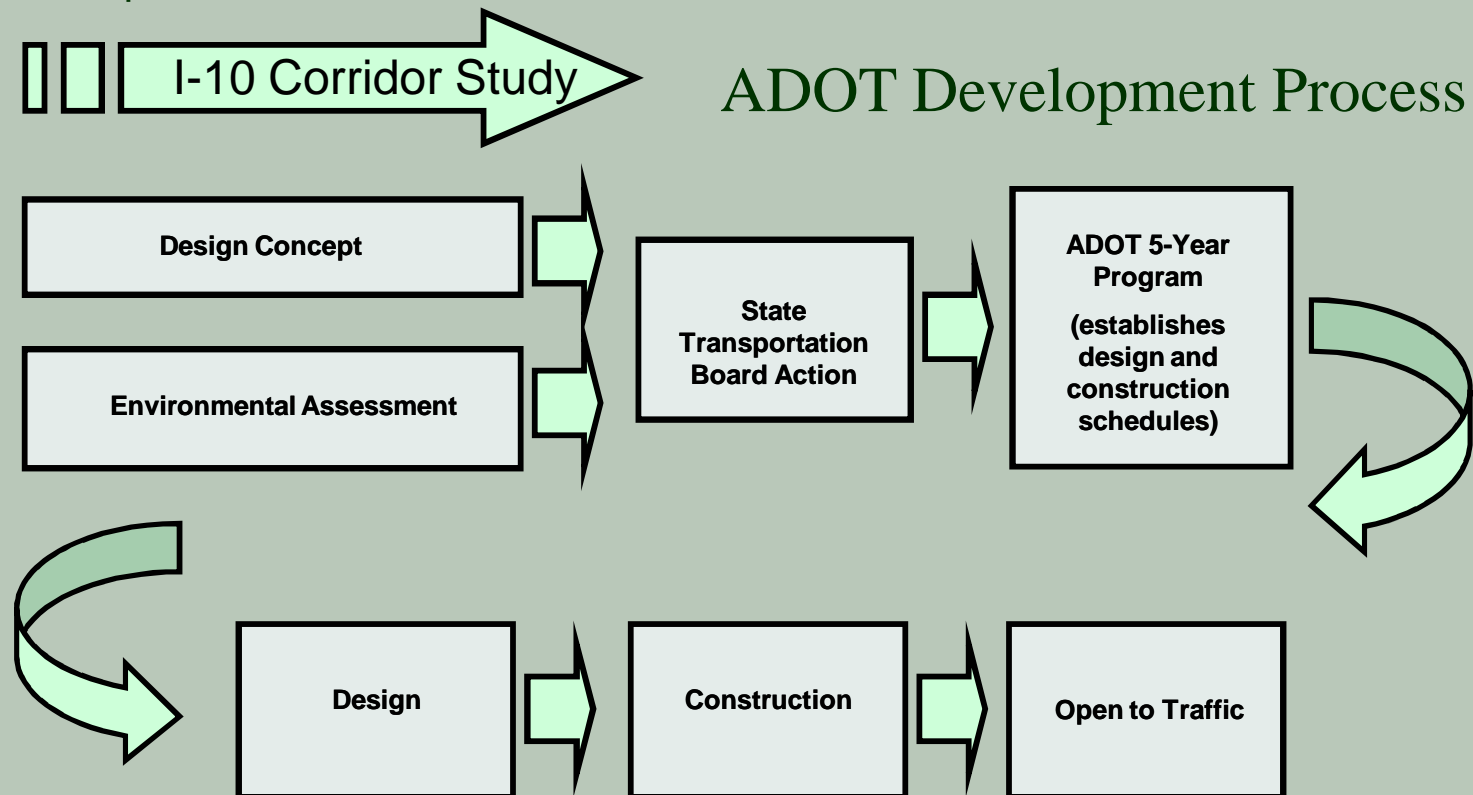 I-10 Corridor Study
ADOT Development Process
Design Concept
Environmental Assessment
State
Transportation
Board Action
ADOT 5-Year
Program
(establishes
design and
construction
schedules)
Design
Construction
Open to Traffic